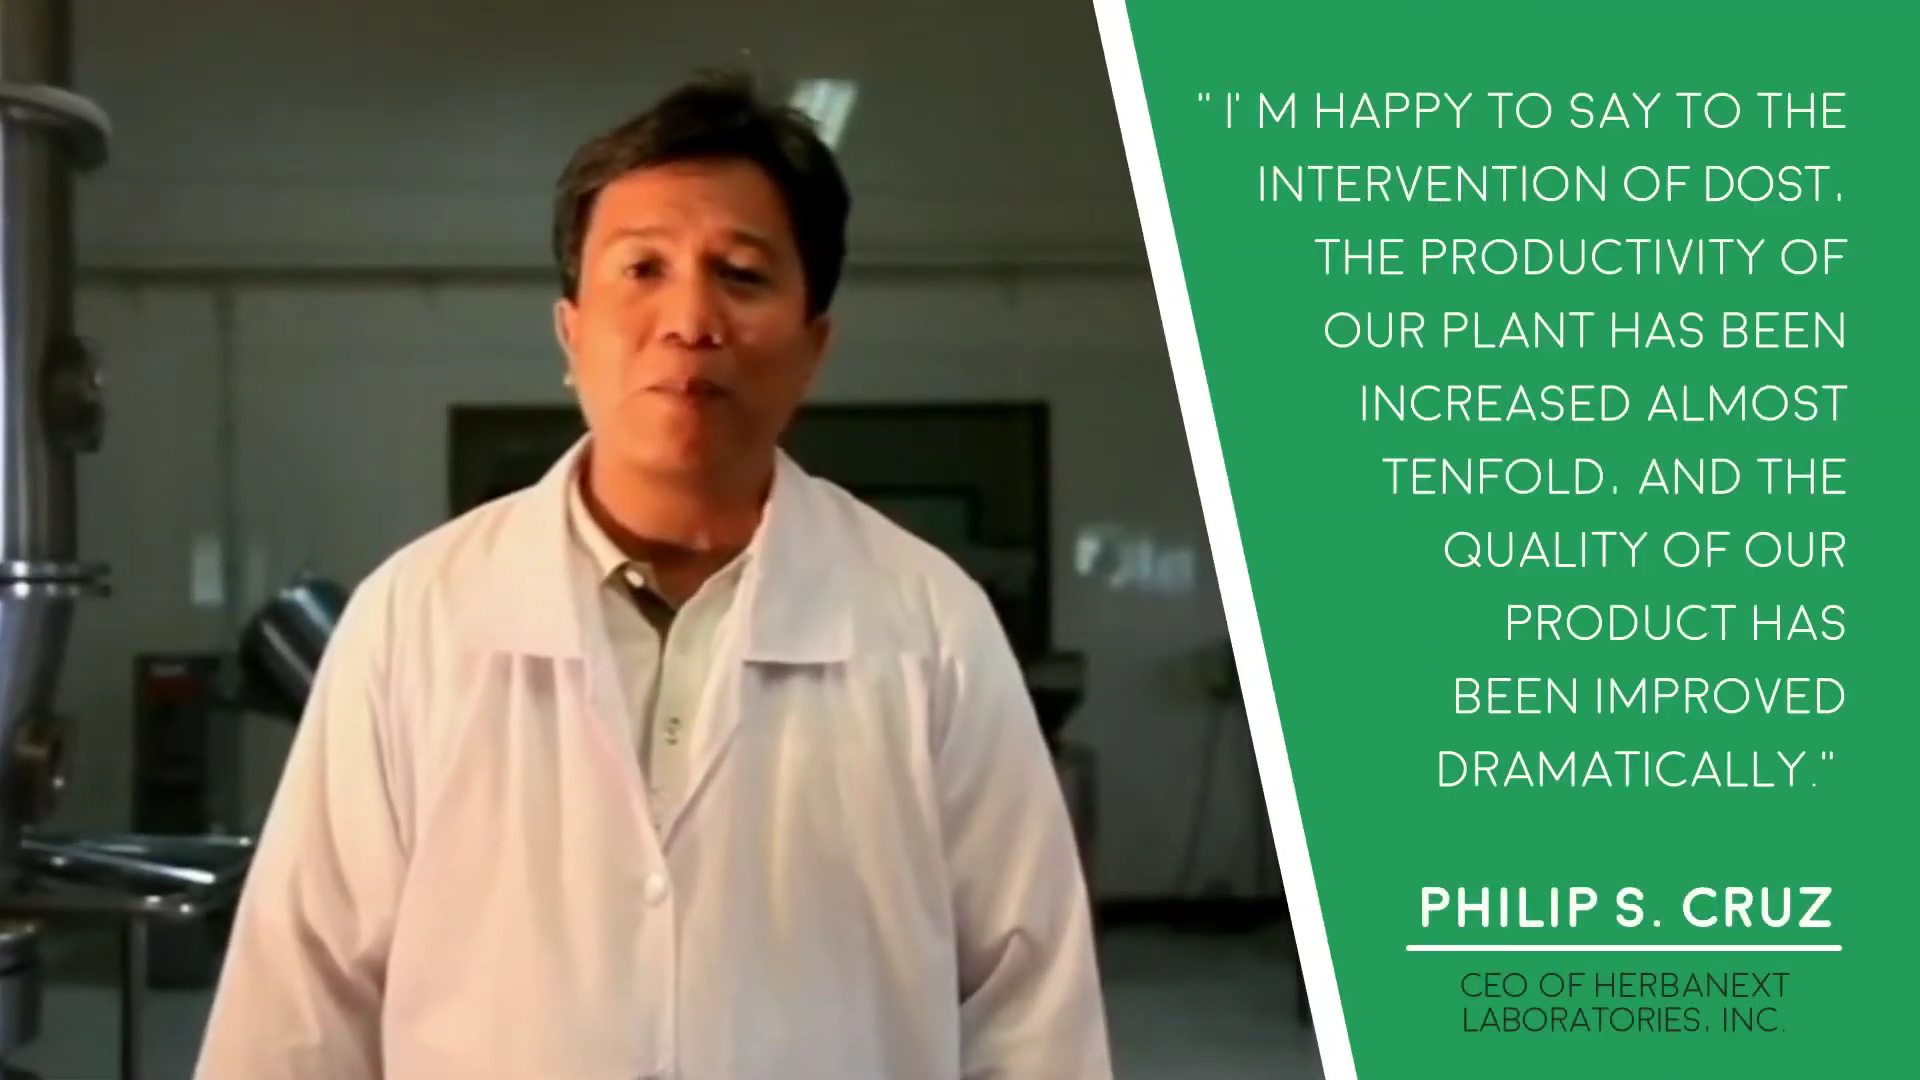 " I' M HAPPY TO SAY TO THE
INTERVENTION OF DOST,
THE PRODUCTIVITY OF
OUR PLANT HAS BEEN
INCREASED ALMOST
TENFOLD, AND THE
QUALITY OF OUR
PRODUCT HAS
BEEN IMPROVED
DRAMATICALLY."
PHILIP S. CRUZ
CEO OF HERBANEXT
LABORATORIES, INC.